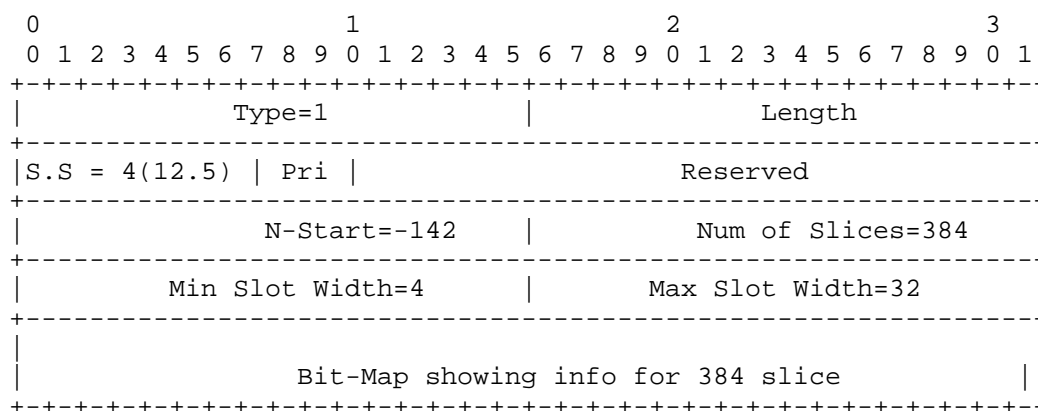 0                   1                   2                   3
0 1 2 3 4 5 6 7 8 9 0 1 2 3 4 5 6 7 8 9 0 1 2 3 4 5 6 7 8 9 0 1
+-+-+-+-+-+-+-+-+-+-+-+-+-+-+-+-+-+-+-+-+-+-+-+-+-+-+-+-+-+-+-+--
|             Type=1            |              Length
+----------------------------------------------------------------
|S.S = 4(12.5) | Pri |                    Reserved
+----------------------------------------------------------------
|               N-Start=-142    |          Num of Slices=384
+----------------------------------------------------------------
|         Min Slot Width=4      |       Max Slot Width=32
+----------------------------------------------------------------
|
|                 Bit-Map showing info for 384 slice           |
+-+-+-+-+-+-+-+-+-+-+-+-+-+-+-+-+-+-+-+-+-+-+-+-+-+-+-+-+-+-+-+--